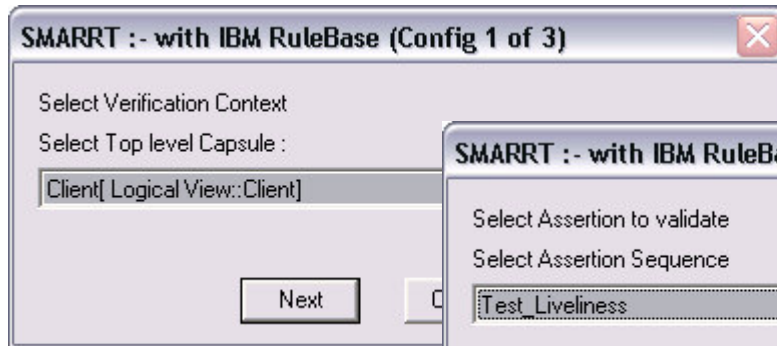 SMARRT :- with IBM RuleBase (Config 1 of 3)
Select Verification Context
Select Top level Capsule :
Client[ Logical View::Client]
Next
SMARRT :- with IBM RuleB
Select Assertion to validate
Select Assertion Sequence
Test_Liveliness